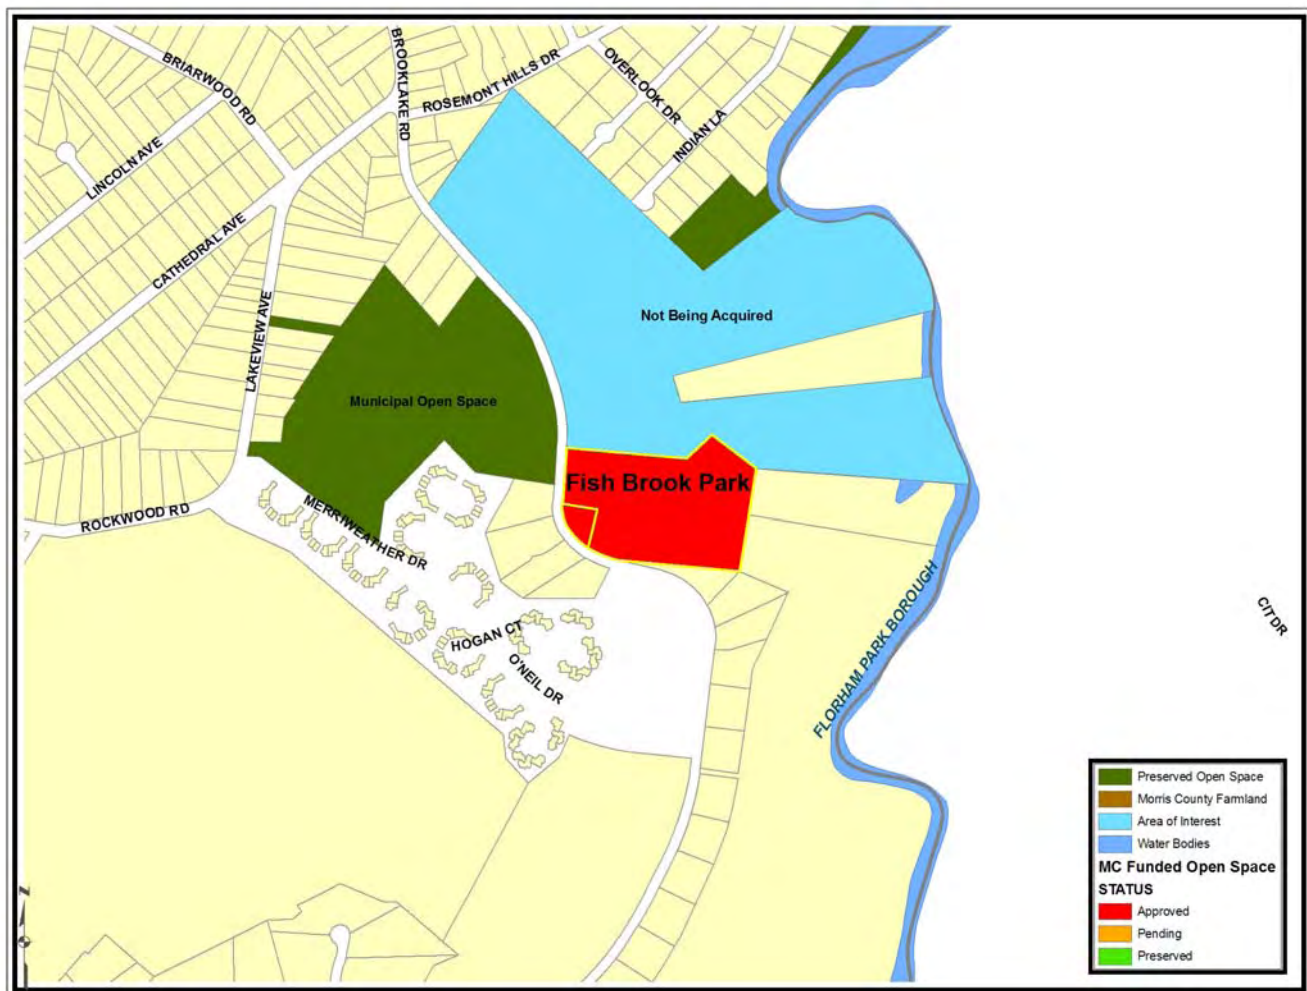 BRIARWOOD RD
BROOKLAKE RD
ROSEMONT HILLS DR
OVERLOOK DR
INDIAN LA
LINCOLN AVE
CATHEDRAL AVE
LAKEVIEW AVE
Not Being Acquired
Municipal Open Space
Fish Brook Park
ROCKWOOD RD
MERRIWEATHER DR
HOGAN CT
O'NEIL DR
FLORHAM PARK BOROUGH
CIT DR
Preserved Open Space
Morris County Farmland
Area of Interest
Water Bodies
MC Funded Open Space
STATUS
Approved
Pending
Preserved
N